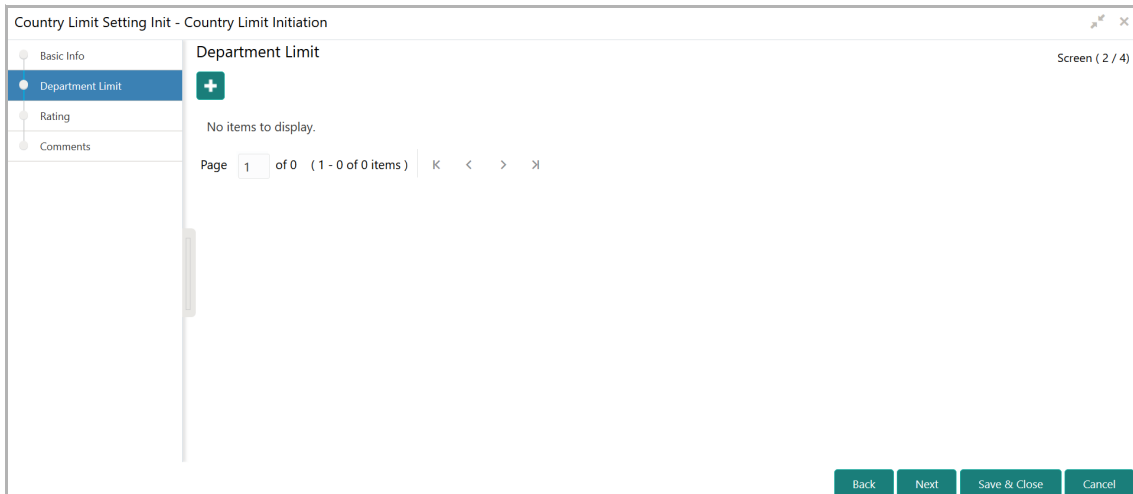 Country Limit Setting Init - Country Limit Initiation
Basic Info
Department Limit
Rating
Comments
Department Limit
Screen ( 2 / 4)
No items to display.
Page 1 of 0 ( 1 - 0 of 0 items )
Back Next Save & Close Cancel